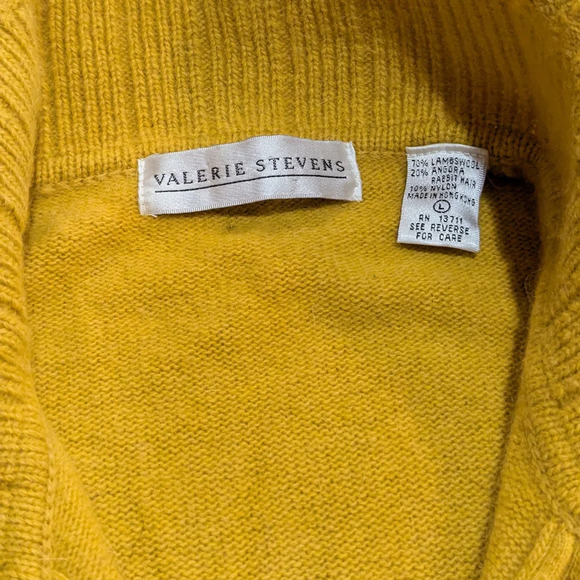 VALERIE STEVENS
70% LAMBSWOOL
20% ANGORA
RABBIT HAIR
10% NYLON
MADE IN HONG KONG
L
RN 13711
SEE REVERSE
FOR CARE